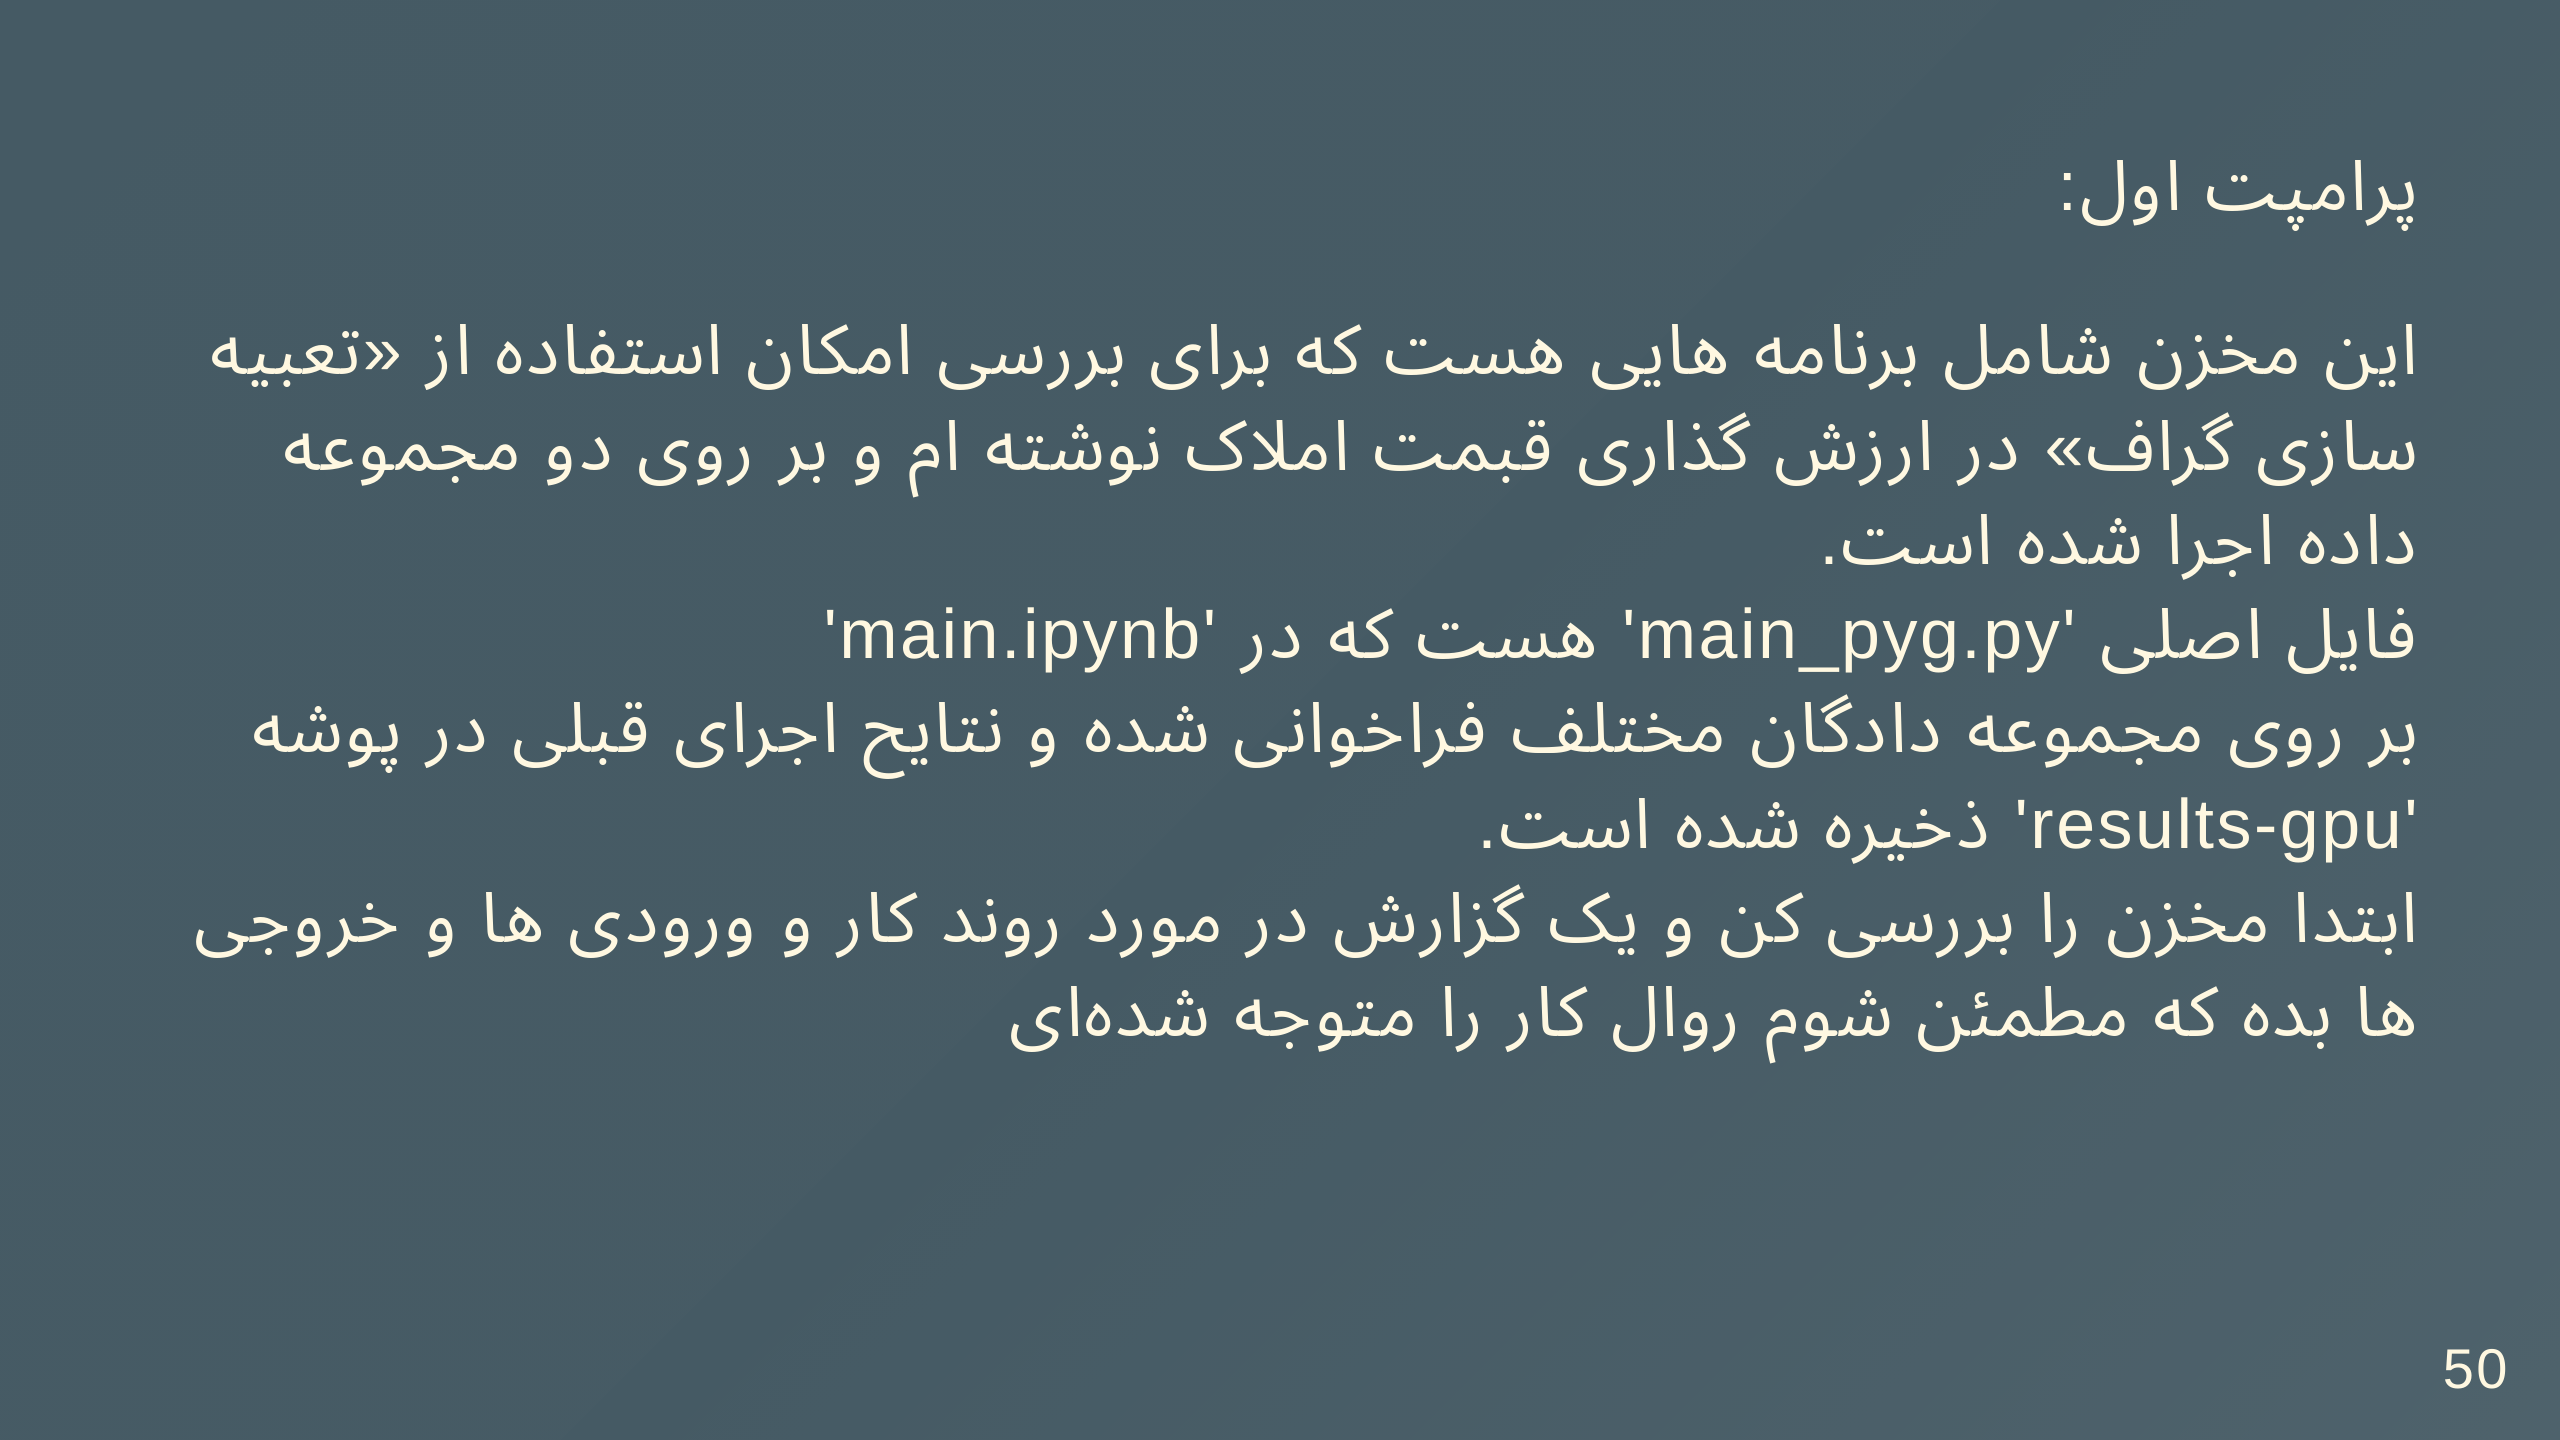 پرامپت اول:
این مخزن شامل برنامه هایی هست که برای بررسی امکان استفاده از «تعبیه
سازی گراف» در ارزش گذاری قبمت املاک نوشته ام و بر روی دو مجموعه
داده اجرا شده است.
فایل اصلی 'main_pyg.py' هست که در 'main.ipynb'
بر روی مجموعه دادگان مختلف فراخوانی شده و نتایح اجرای قبلی در پوشه
'results-gpu' ذخیره شده است.
ابتدا مخزن را بررسی کن و یک گزارش در مورد روند کار و ورودی ها و خروجی
ها بده که مطمئن شوم روال کار را متوجه شده‌ای
50